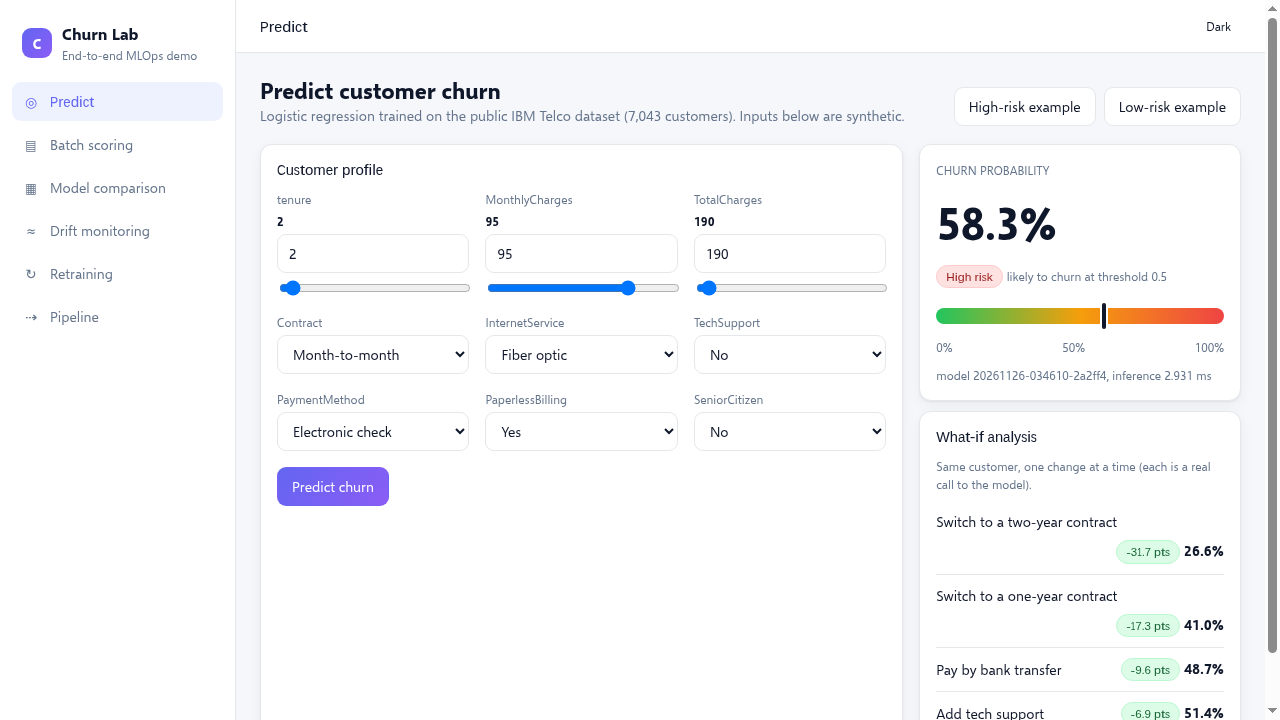 C
Churn Lab
End-to-end MLOps demo
Predict
Batch scoring
Model comparison
Drift monitoring
Retraining
Pipeline
Predict
Dark
Predict customer churn
Logistic regression trained on the public IBM Telco dataset (7,043 customers). Inputs below are synthetic.
High-risk example
Low-risk example
Customer profile
tenure
2
2
MonthlyCharges
95
95
TotalCharges
190
190
Contract
Month-to-month
InternetService
Fiber optic
TechSupport
No
PaymentMethod
Electronic check
PaperlessBilling
Yes
SeniorCitizen
No
Predict churn
CHURN PROBABILITY
58.3%
High risk likely to churn at threshold 0.5
0% 50% 100%
model 20261126-034610-2a2ff4, inference 2.931 ms
What-if analysis
Same customer, one change at a time (each is a real
call to the model).
Switch to a two-year contract
-31.7 pts 26.6%
Switch to a one-year contract
-17.3 pts 41.0%
Pay by bank transfer -9.6 pts 48.7%
Add tech support -6.9 pts 51.4%